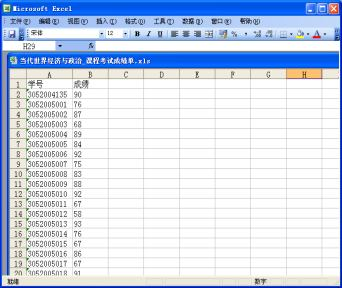 Microsoft Excel
文件(F) 编辑(E) 视图(V) 插入(I) 格式(O) 工具(T) 数据(D) 窗口(W) 帮助(H)
宋体 12 B
H29 fx
当代世界经济与政治_课程考试成绩单.xls
A B C D E F G H
1 学号 成绩
2 3052004135 90
3 3052005001 76
4 3052005002 87
5 3052005003 68
6 3052005004 89
7 3052005005 84
8 3052005006 92
9 3052005007 75
10 3052005008 83
11 3052005009 88
12 3052005010 92
13 3052005011 67
14 3052005012 58
15 3052005013 93
16 3052005014 76
17 3052005015 67
18 3052005016 86
19 3052005017 67
20 3052005018 91
就绪 数字